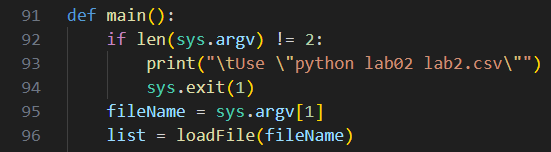 91 def main():
92     if len(sys.argv) != 2:
93         print("\tUse \"python lab02 lab2.csv\"")
94         sys.exit(1)
95     fileName = sys.argv[1]
96     list = loadFile(fileName)